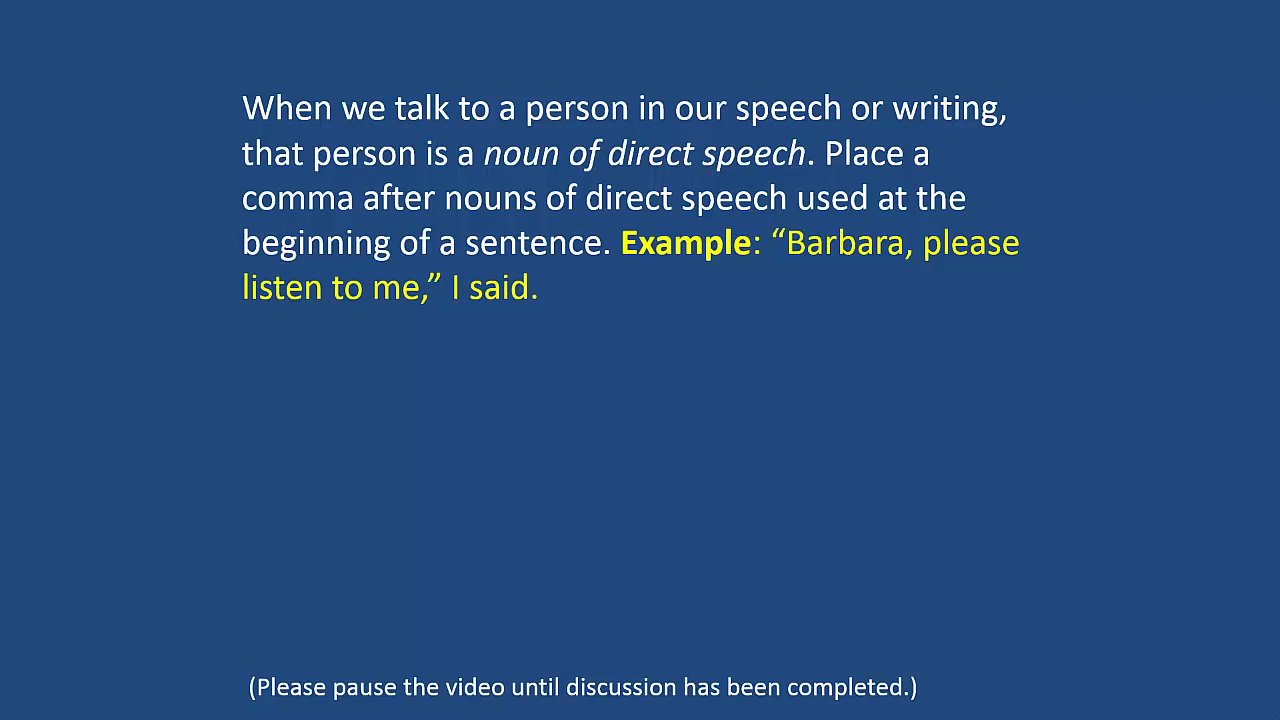 When we talk to a person in our speech or writing,
that person is a noun of direct speech. Place a
comma after nouns of direct speech used at the
beginning of a sentence. Example: “Barbara, please
listen to me,” I said.
(Please pause the video until discussion has been completed.)